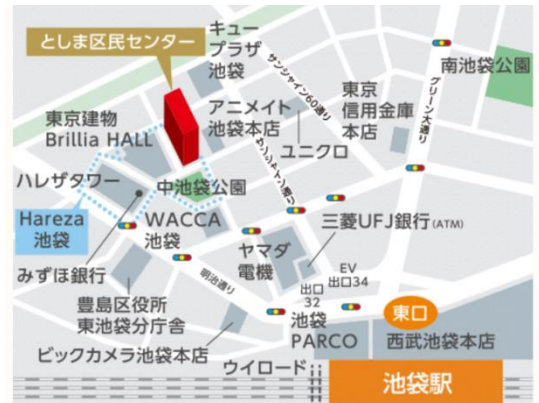 としま区民センター
キュー
プラザ
池袋
サンシャイン60通り
グリーン大通り
南池袋公園
東京建物
Brillia HALL
アニメイト
池袋本店
東京
信用金庫
本店
ユニクロ
サンシャイン通り
ハレザタワー
中池袋公園
Hareza
池袋
WACCA
池袋
ヤマダ
電機
三菱UFJ銀行(ATM)
みずほ銀行
明治通り
出口
32
EV
出口34
豊島区役所
東池袋分庁舎
池袋
PARCO
東口
西武池袋本店
ビックカメラ池袋本店
ウイロード
池袋駅